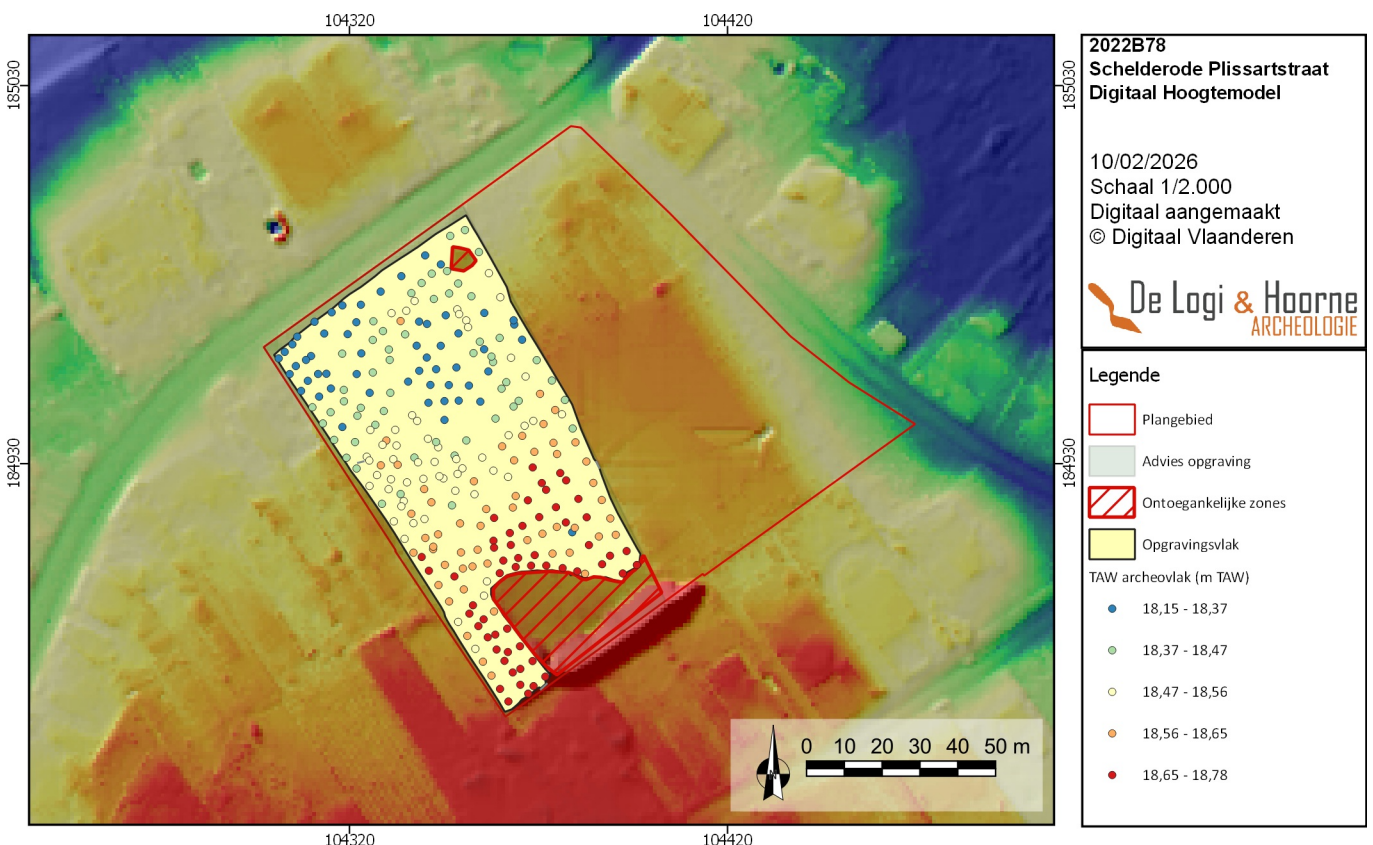 104320
104420
185030
185030
184930
184930
104320
104420
0 10 20 30 40 50 m
N
2022B78
Schelderode Plissartstraat
Digitaal Hoogtemodel
10/02/2026
Schaal 1/2.000
Digitaal aangemaakt
© Digitaal Vlaanderen
De Logi & Hoorne
ARCHEOLOGIE
Legende
Plangebied
Advies opgraving
Ontoegankelijke zones
Opgravingsvlak
TAW archeovlak (m TAW)
18,15 - 18,37
18,37 - 18,47
18,47 - 18,56
18,56 - 18,65
18,65 - 18,78